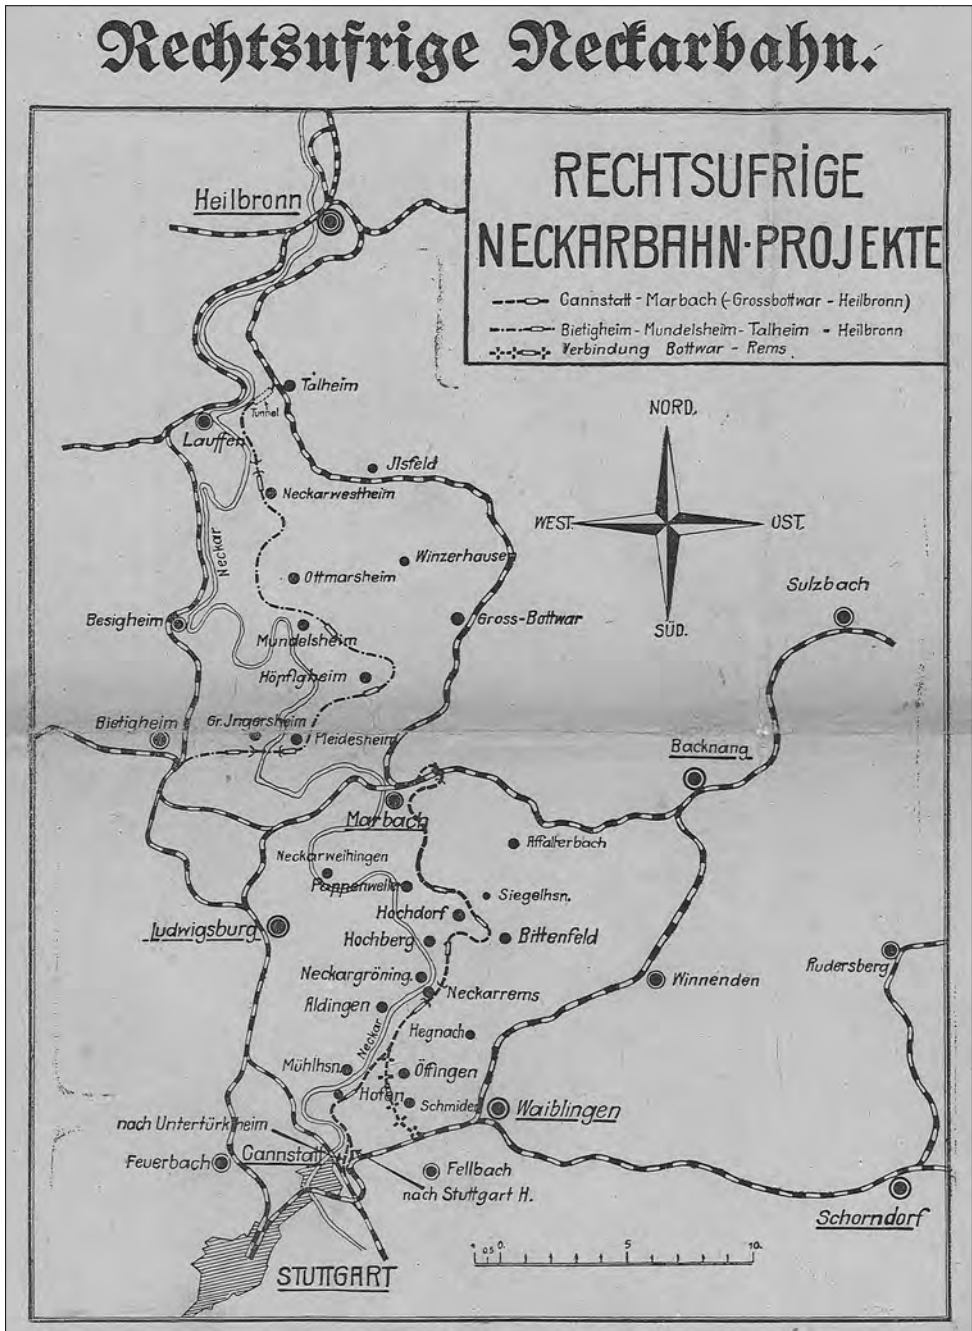 Rechtsufrige Neckarbahn.
RECHTSUFRIGE
NECKARBAHN-PROJEKTE
Cannstatt - Marbach (-Grossbottwar - Heilbronn)
Bietigheim - Mundelsheim - Talheim - Heilbronn
Verbindung Bottwar - Rems
Heilbronn
Talheim
Tunnel
Lauffen
Jlsfeld
Neckarwestheim
NORD.
WEST.
OST.
SÜD.
Neckar
Winzerhausen
Ottmarsheim
Sulzbach
Besigheim
Gross-Bottwar
Mundelsheim
Höpfigheim
Bietigheim
Gr. Jngersheim
Pleidesheim
Backnang
Marbach
Affalterbach
Neckarweihingen
Pappenweiler
Siegelhsn.
Hochdorf
Ludwigsburg
Hochberg
Bittenfeld
Rudersberg
Neckargröning.
Winnenden
Neckarrems
Aldingen
Neckar
Hegnach
Mühlhsn.
Öffingen
Hofen
Schmiden
Waiblingen
nach Untertürkheim
Cannstatt
Feuerbach
Fellbach
nach Stuttgart H.
Schorndorf
STUTTGART
0,5 0. 5 10.